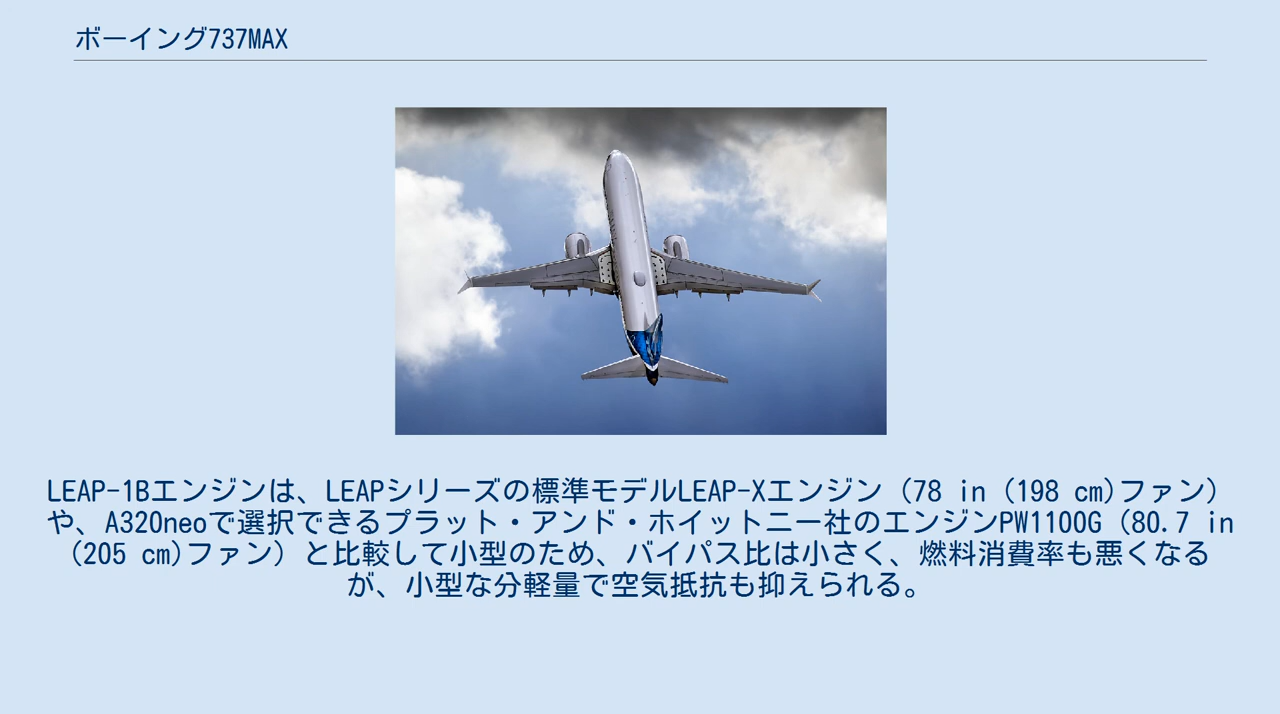 ボーイング737MAX
LEAP-1Bエンジンは、LEAPシリーズの標準モデルLEAP-Xエンジン（78 in (198 cm)ファン）
や、A320neoで選択できるプラット・アンド・ホイットニー社のエンジンPW1100G（80.7 in
(205 cm)ファン）と比較して小型のため、バイパス比は小さく、燃料消費率も悪くなる
が、小型な分軽量で空気抵抗も抑えられる。